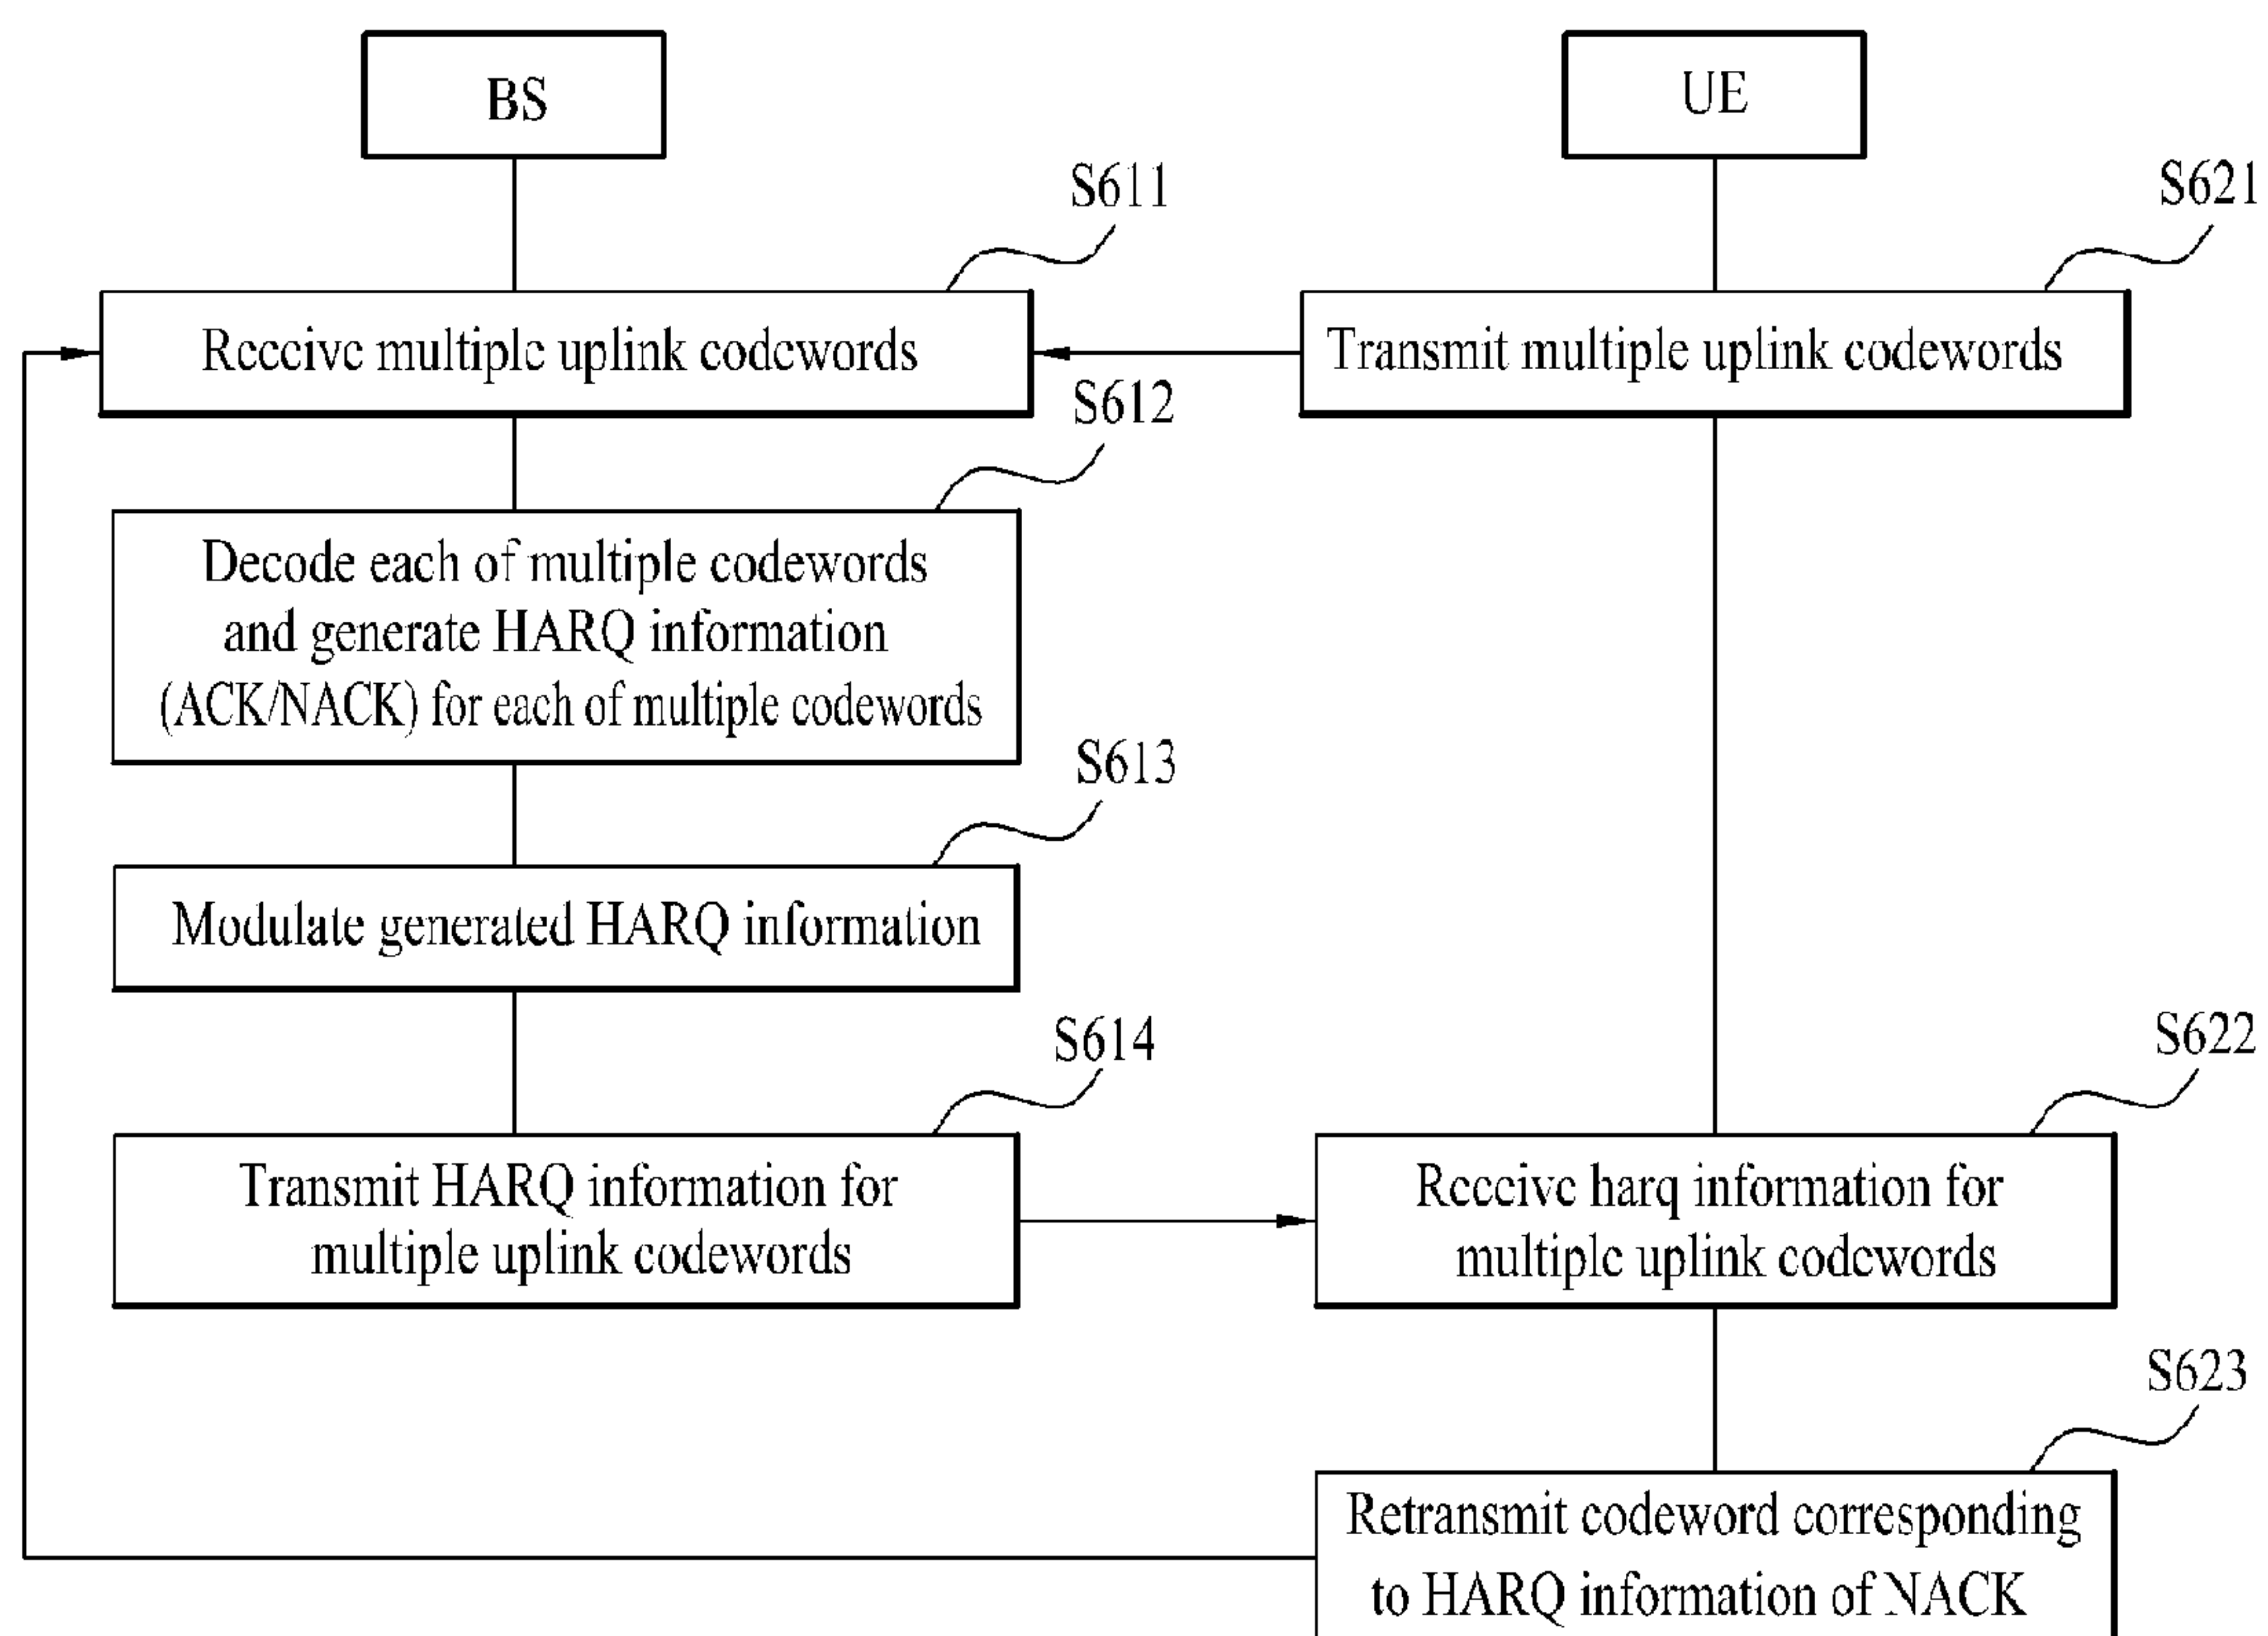 BS
UE
S611
S621
Receive multiple uplink codewords
Transmit multiple uplink codewords
S612
Decode each of multiple codewords
and generate HARQ information
(ACK/NACK) for each of multiple codewords
S613
Modulate generated HARQ information
S614
S622
Transmit HARQ information for
multiple uplink codewords
Receive harq information for
multiple uplink codewords
S623
Retransmit codeword corresponding
to HARQ information of NACK